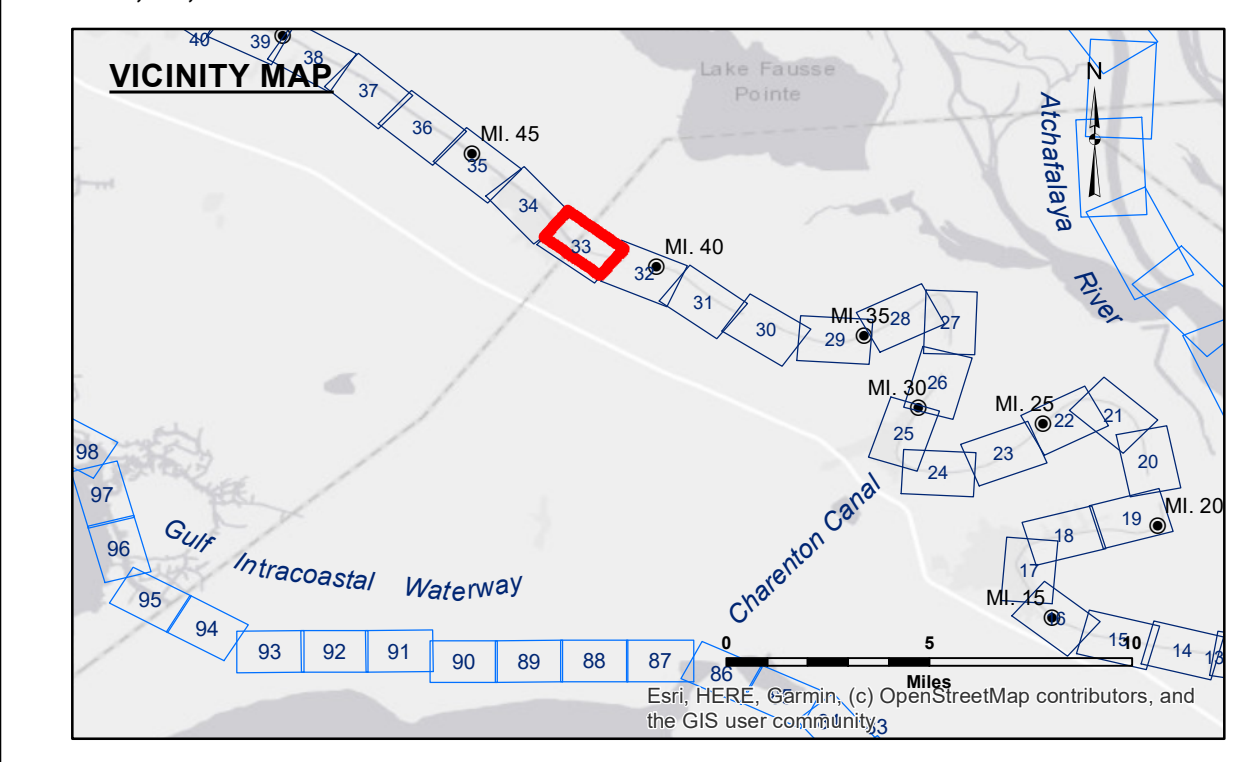 40
39
38
VICINITY MAP
37
36
MI. 45
35
34
33
MI. 40
32
31
30
MI. 35
29
28
27
26
MI. 30
25
24
23
MI. 25
22
21
20
MI. 20
19
18
17
MI. 15
16
15
14
13
Lake Fausse
Pointe
N
Atchafalaya
River
Charenton Canal
98
97
96
95
94
93
92
91
90
89
88
87
86
Gulf Intracoastal Waterway
0 5 10
Miles
Esri, HERE, Garmin, (c) OpenStreetMap contributors, and
the GIS user community
83